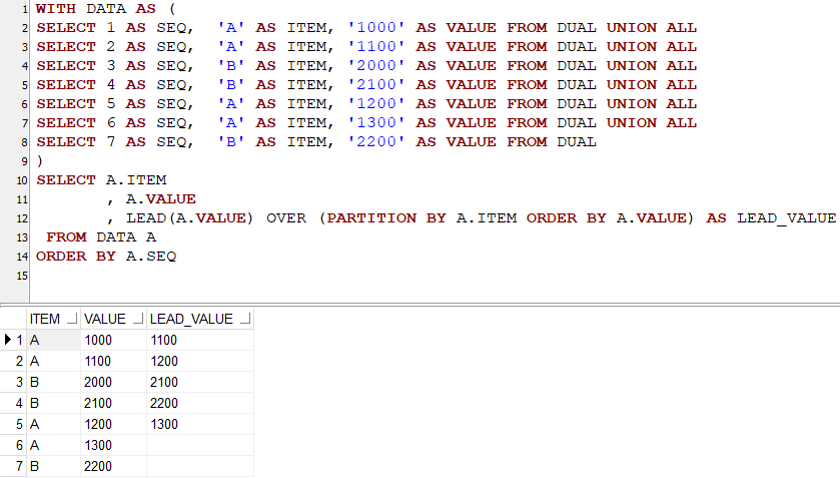 1 WITH DATA AS (
2 SELECT 1 AS SEQ,  'A' AS ITEM, '1000' AS VALUE FROM DUAL UNION ALL
3 SELECT 2 AS SEQ,  'A' AS ITEM, '1100' AS VALUE FROM DUAL UNION ALL
4 SELECT 3 AS SEQ,  'B' AS ITEM, '2000' AS VALUE FROM DUAL UNION ALL
5 SELECT 4 AS SEQ,  'B' AS ITEM, '2100' AS VALUE FROM DUAL UNION ALL
6 SELECT 5 AS SEQ,  'A' AS ITEM, '1200' AS VALUE FROM DUAL UNION ALL
7 SELECT 6 AS SEQ,  'A' AS ITEM, '1300' AS VALUE FROM DUAL UNION ALL
8 SELECT 7 AS SEQ,  'B' AS ITEM, '2200' AS VALUE FROM DUAL
9 )
10 SELECT A.ITEM
11 , A.VALUE
12 , LEAD(A.VALUE) OVER (PARTITION BY A.ITEM ORDER BY A.VALUE) AS LEAD_VALUE
13 FROM DATA A
14 ORDER BY A.SEQ
15
ITEM VALUE LEAD_VALUE
1 A 1000 1100
2 A 1100 1200
3 B 2000 2100
4 B 2100 2200
5 A 1200 1300
6 A 1300
7 B 2200